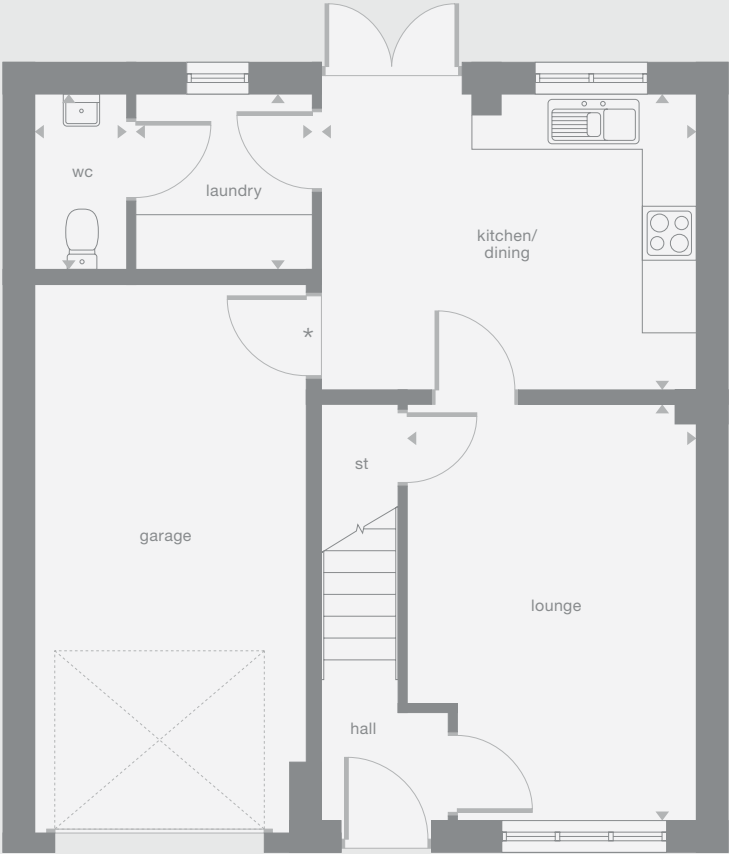 wc
laundry
kitchen/
dining
*
st
garage
lounge
hall